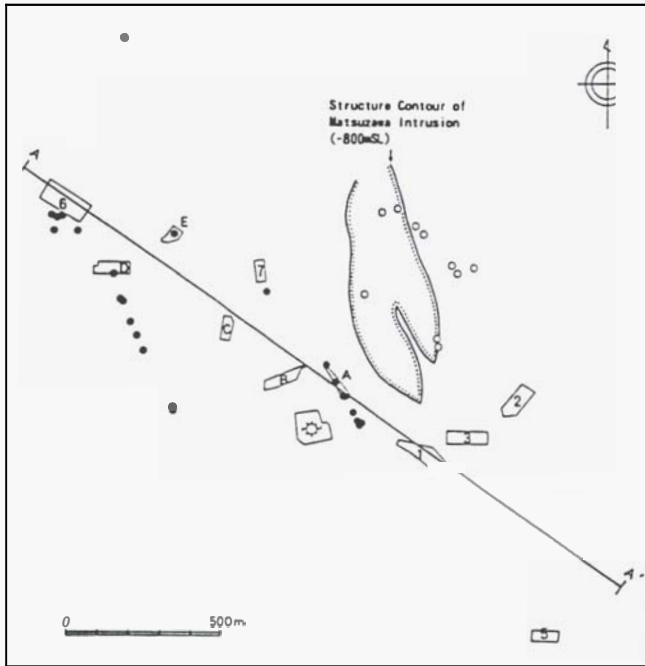 Structure Contour of
Matsuzawa Intrusion
(-800mSL)
A
6
E
D
7
C
B
A
2
3
1
A-
0 500m
5